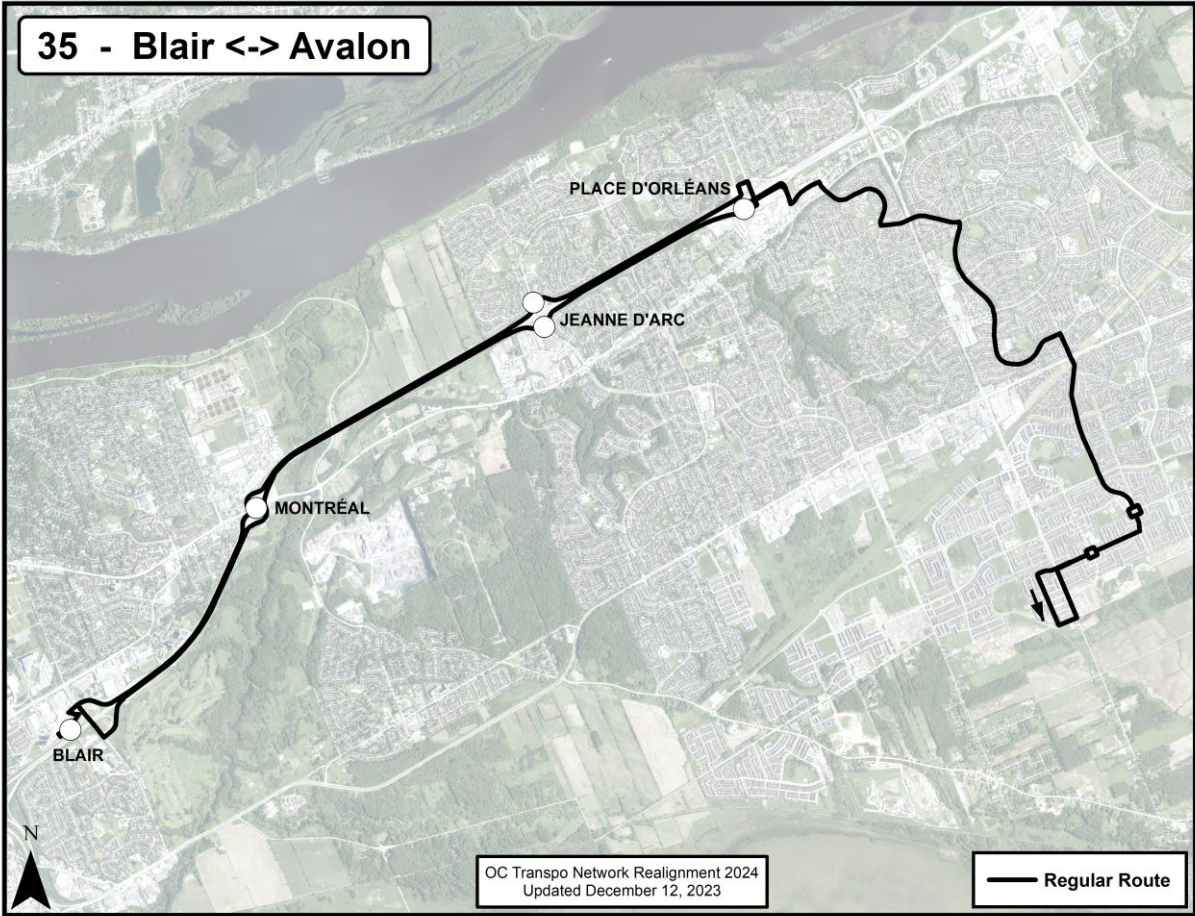 35 - Blair <-> Avalon
PLACE D'ORLÉANS
JEANNE D'ARC
MONTRÉAL
BLAIR
N
OC Transpo Network Realignment 2024
Updated December 12, 2023
Regular Route